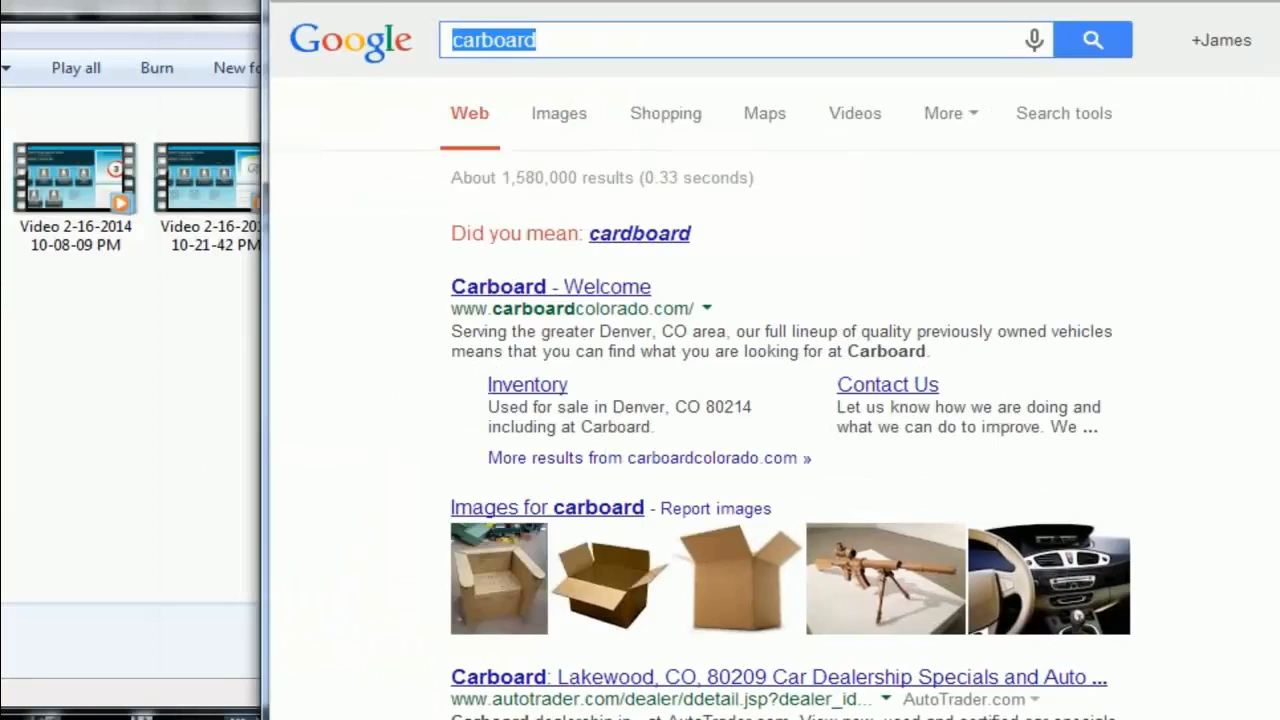 Play all Burn New fo
Video 2-16-2014
10-08-09 PM
Video 2-16-20
10-21-42 PM
Google carboard +James
Web Images Shopping Maps Videos More Search tools
About 1,580,000 results (0.33 seconds)
Did you mean: cardboard
Carboard - Welcome
www.carboardcolorado.com/
Serving the greater Denver, CO area, our full lineup of quality previously owned vehicles
means that you can find what you are looking for at Carboard.
Inventory
Used for sale in Denver, CO 80214
including at Carboard.
Contact Us
Let us know how we are doing and
what we can do to improve. We ...
More results from carboardcolorado.com »
Images for carboard - Report images
Carboard: Lakewood, CO, 80209 Car Dealership Specials and Auto ...
www.autotrader.com/dealer/ddetail.jsp?dealer_id... AutoTrader.com